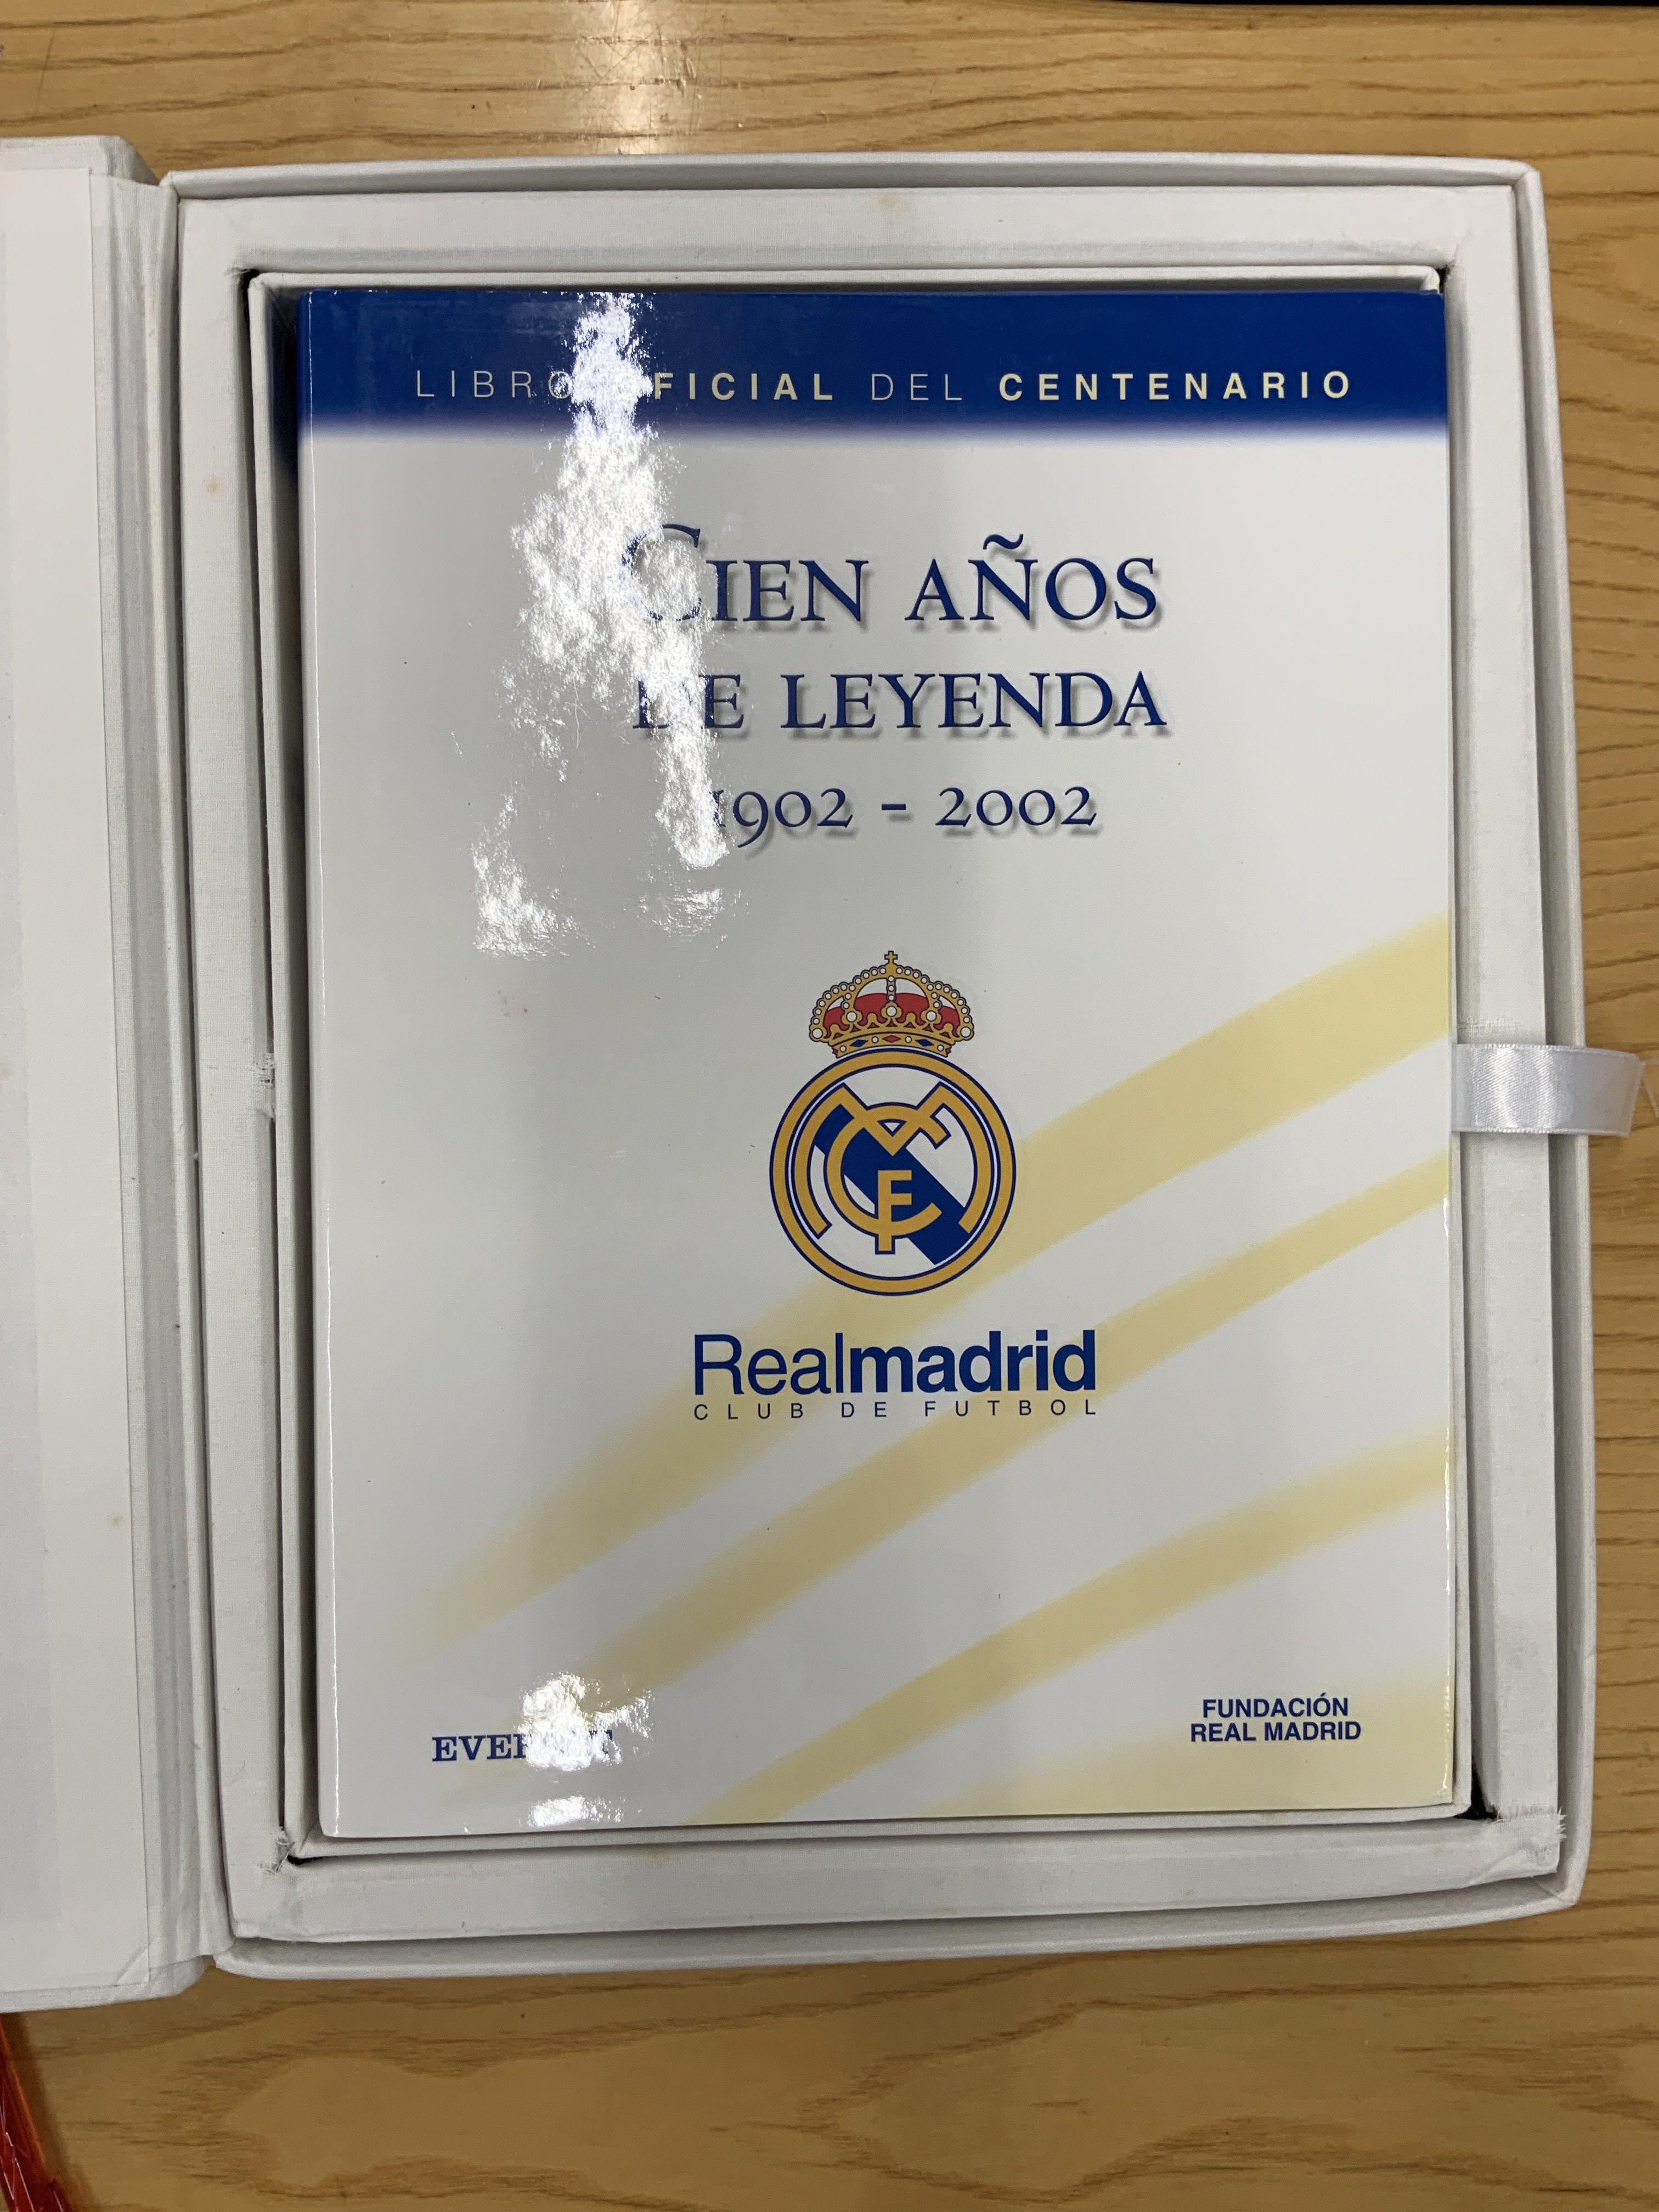 LIBRO OFICIAL DEL CENTENARIO
CIEN AÑOS
DE LEYENDA
1902 - 2002
Realmadrid
CLUB DE FUTBOL
FUNDACIÓN
REAL MADRID